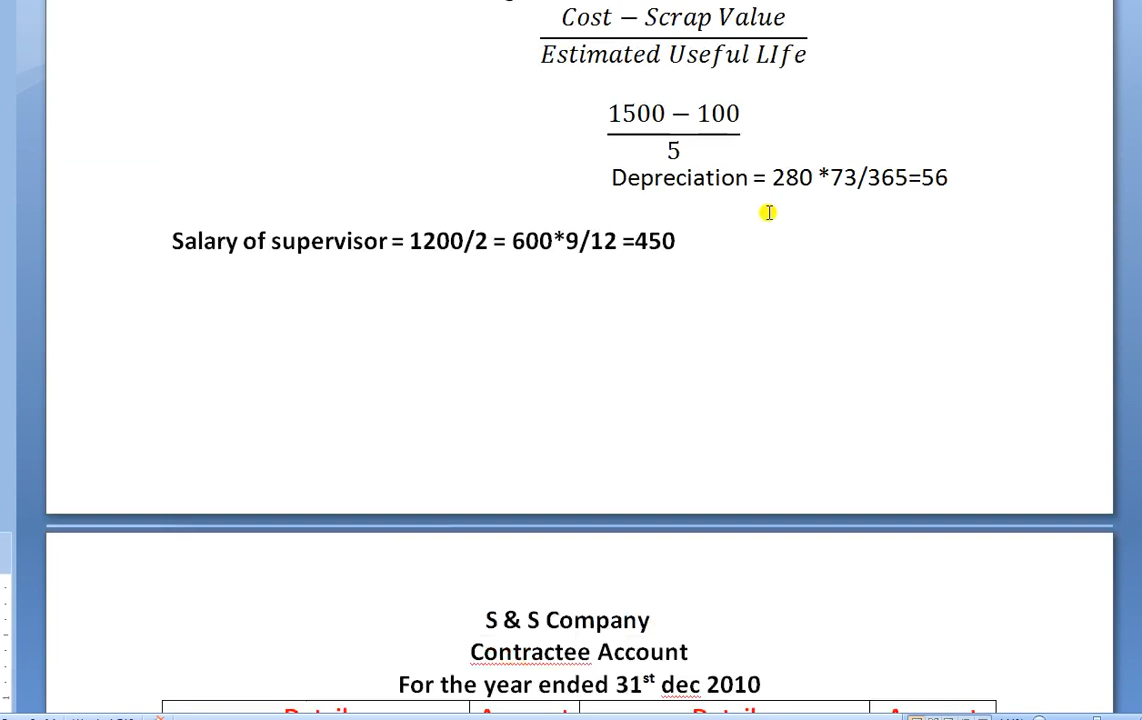 Cost − Scrap Value
Estimated Useful LIfe
1500 − 100
5
Depreciation = 280 *73/365=56
Salary of supervisor = 1200/2 = 600*9/12 =450
S & S Company
Contractee Account
For the year ended 31st dec 2010